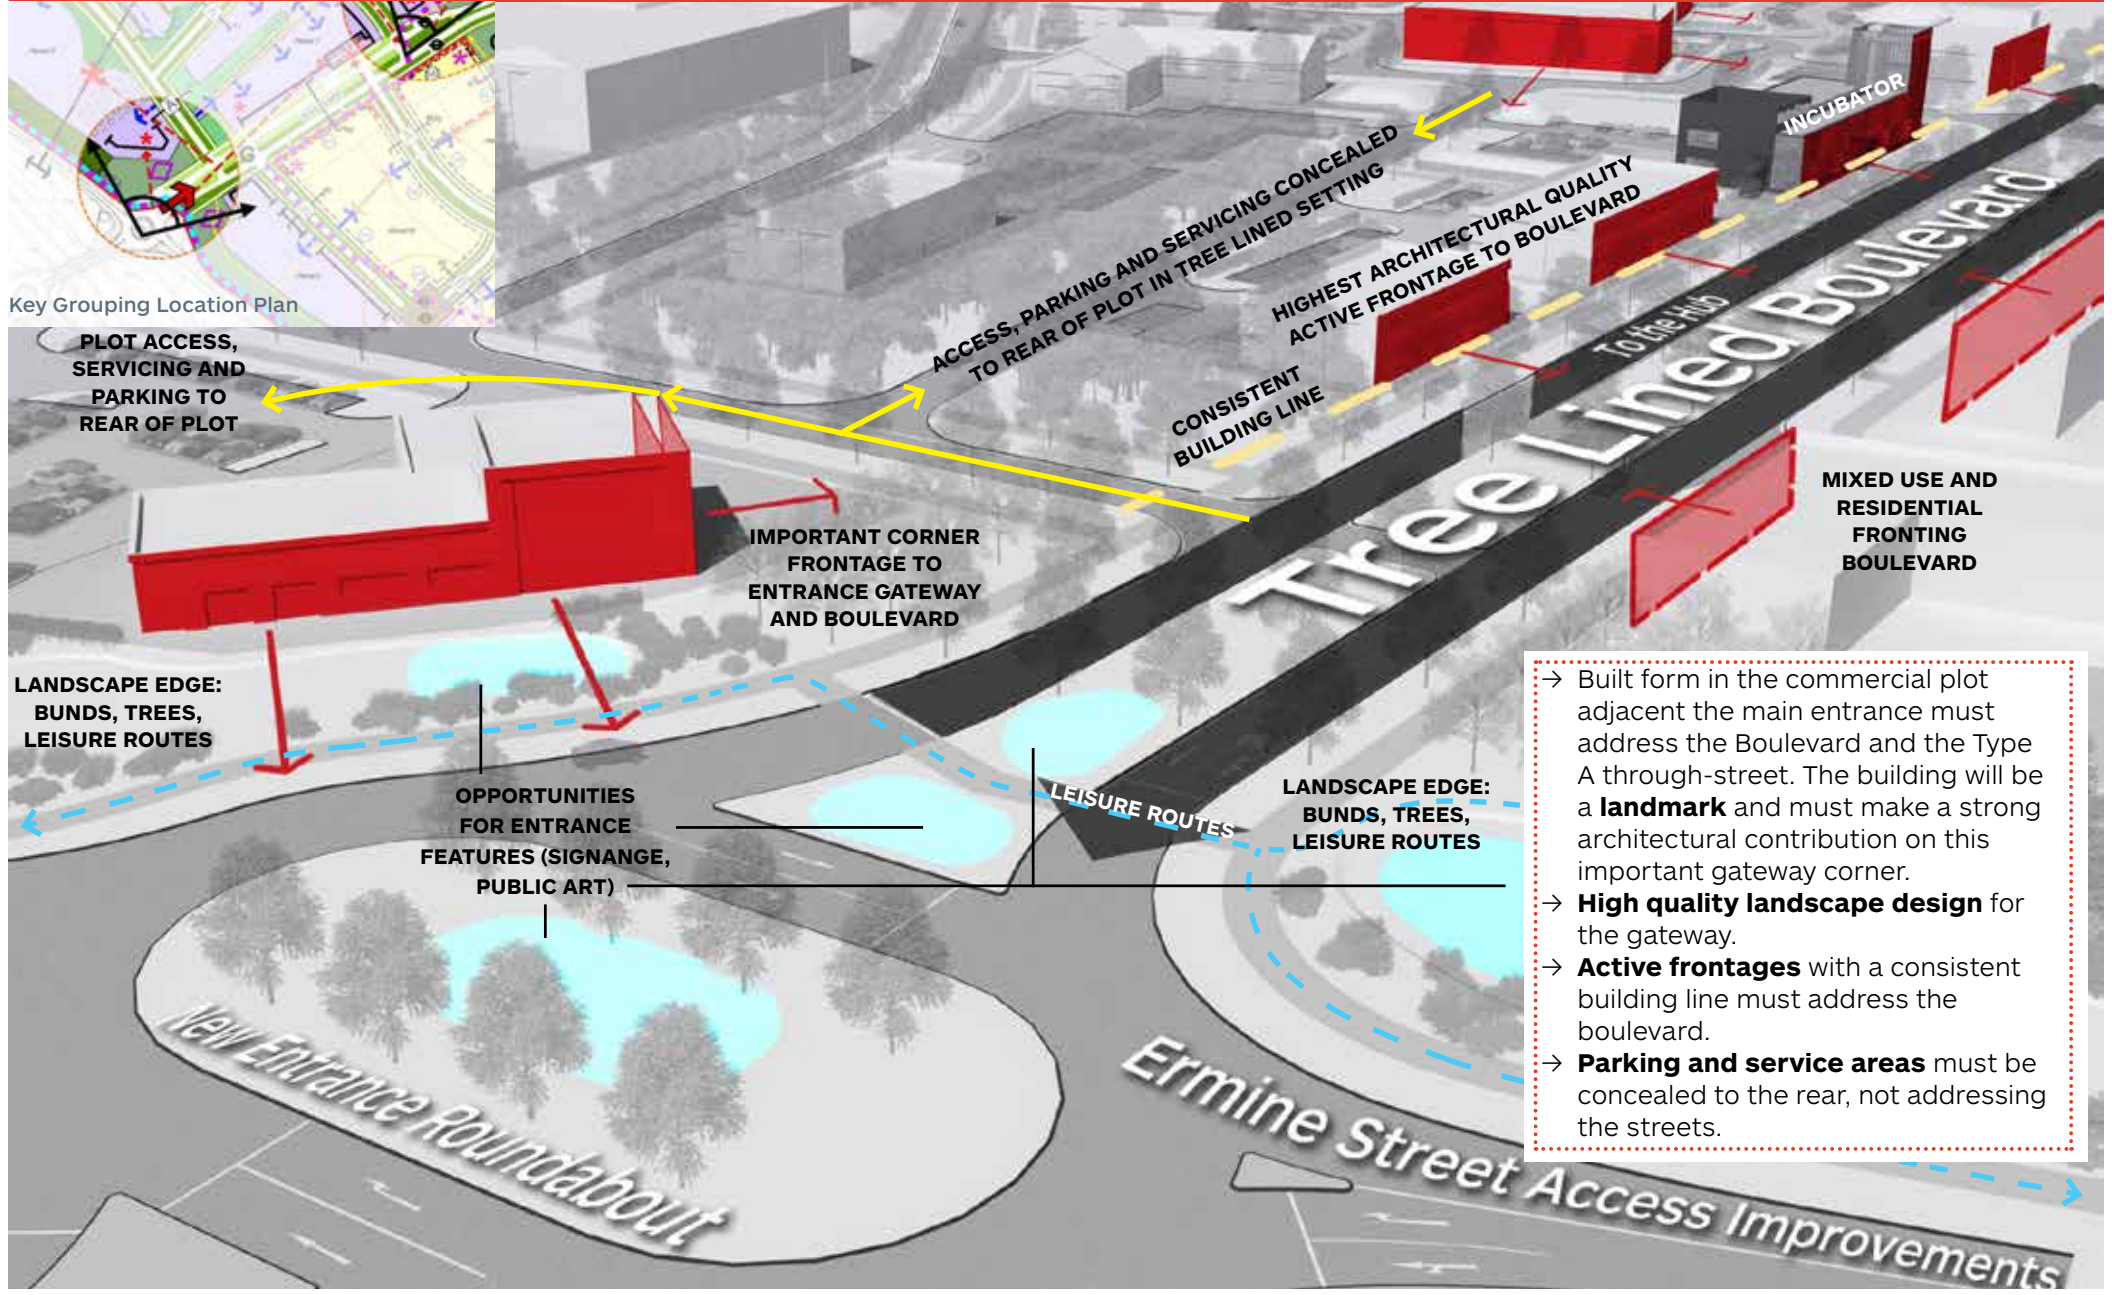 Key Grouping Location Plan
PLOT ACCESS,
SERVICING AND
PARKING TO
REAR OF PLOT
ACCESS, PARKING AND SERVICING CONCEALED
TO REAR OF PLOT IN TREE LINED SETTING
HIGHEST ARCHITECTURAL QUALITY
ACTIVE FRONTAGE TO BOULEVARD
INCUBATOR
CONSISTENT
BUILDING LINE
To the Hub
Tree Lined Boulevard
MIXED USE AND
RESIDENTIAL
FRONTING
BOULEVARD
IMPORTANT CORNER
FRONTAGE TO
ENTRANCE GATEWAY
AND BOULEVARD
LANDSCAPE EDGE:
BUNDS, TREES,
LEISURE ROUTES
OPPORTUNITIES
FOR ENTRANCE
FEATURES (SIGNANGE,
PUBLIC ART)
LEISURE ROUTES
LANDSCAPE EDGE:
BUNDS, TREES,
LEISURE ROUTES
→ Built form in the commercial plot
adjacent the main entrance must
address the Boulevard and the Type
A through-street. The building will be
a landmark and must make a strong
architectural contribution on this
important gateway corner.
→ High quality landscape design for
the gateway.
→ Active frontages with a consistent
building line must address the
boulevard.
→ Parking and service areas must be
concealed to the rear, not addressing
the streets.
New Entrance Roundabout
Ermine Street Access Improvements